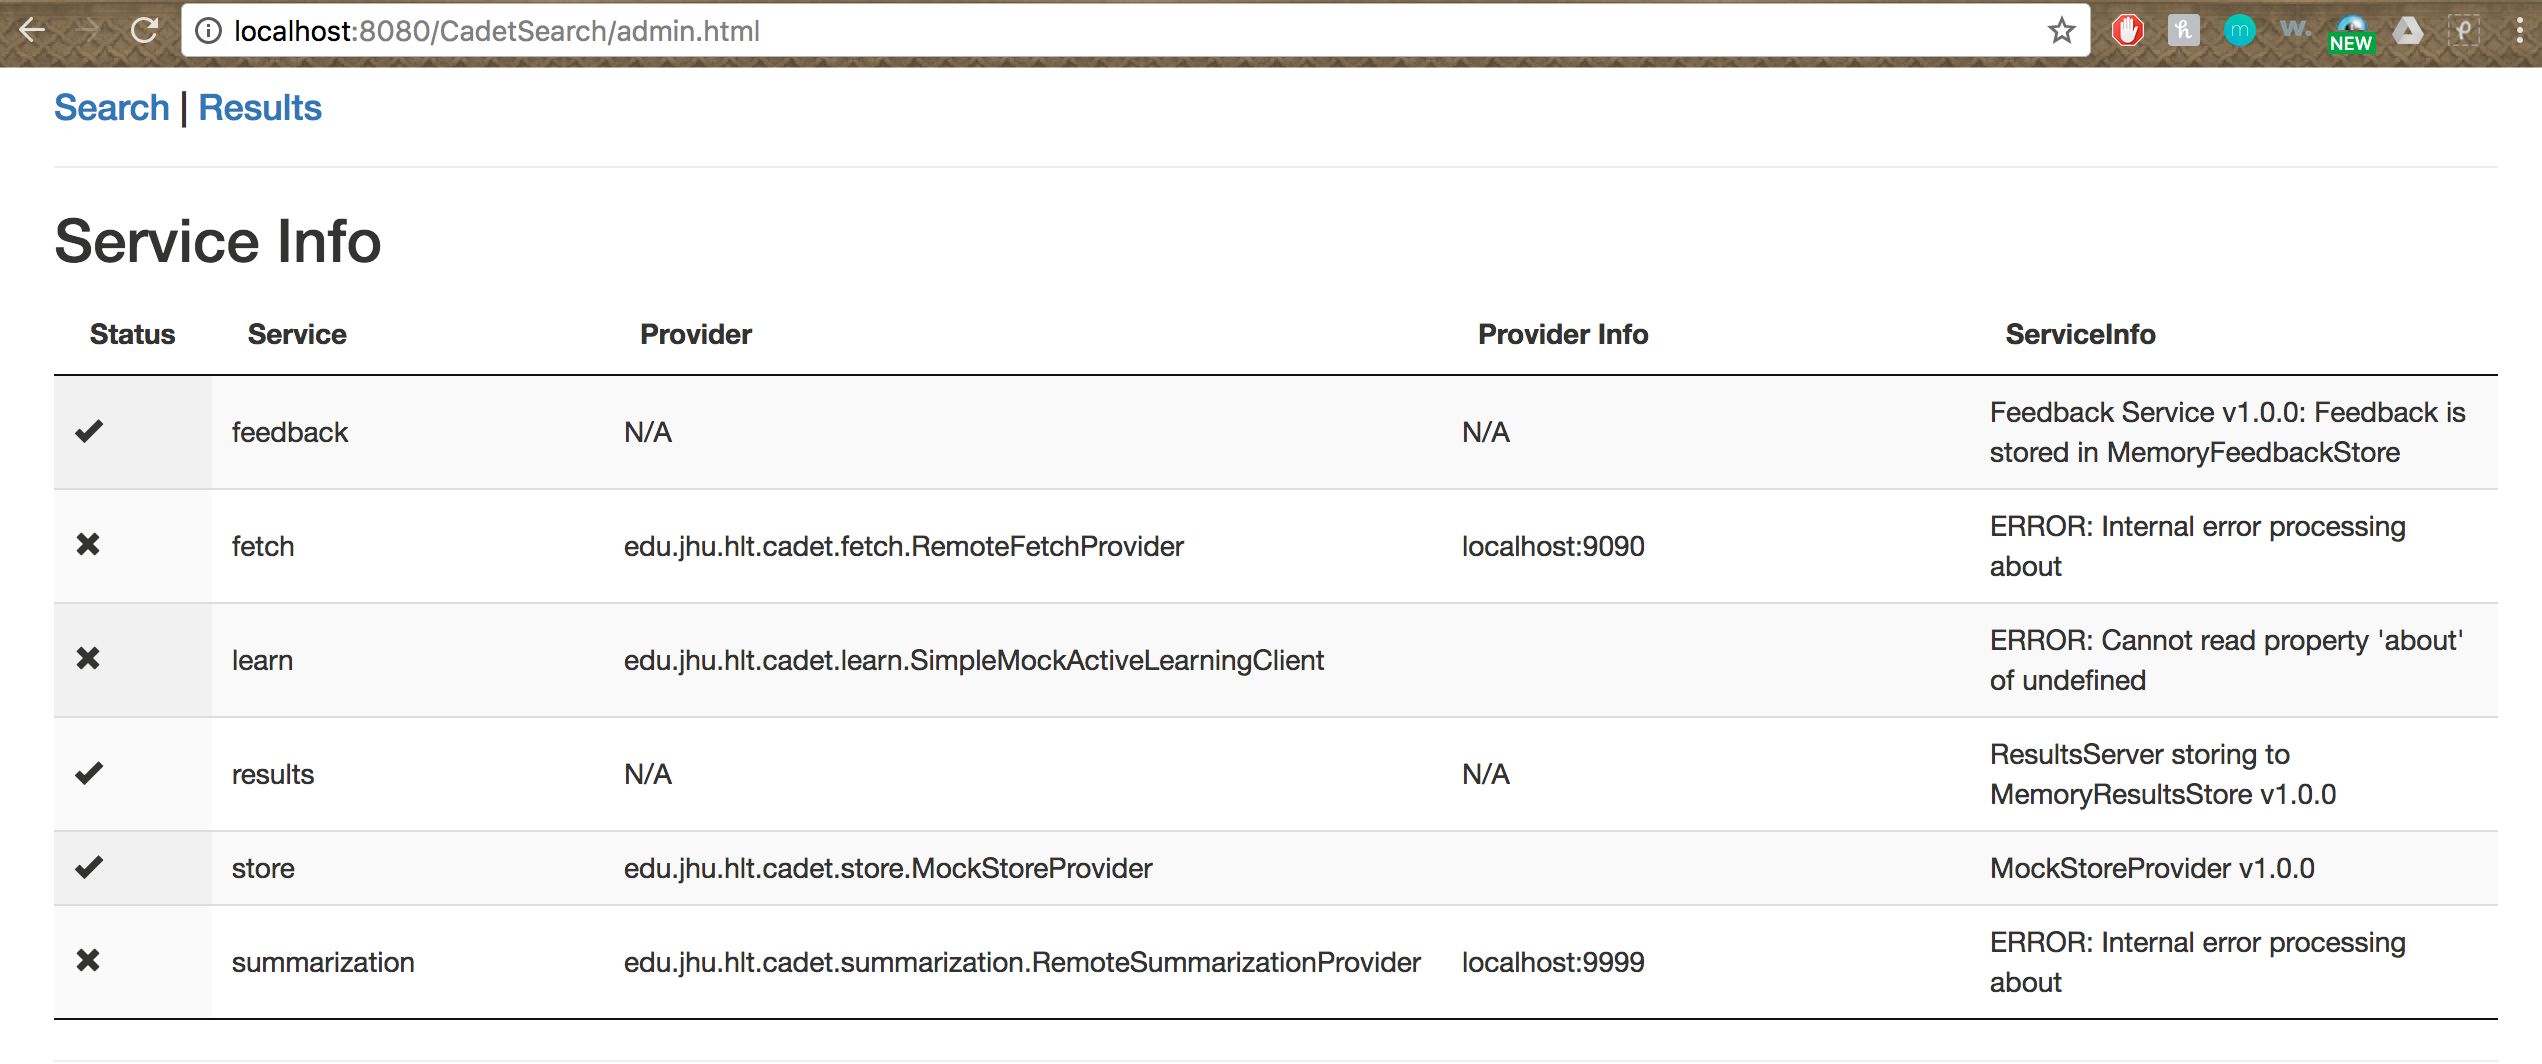 localhost:8080/CadetSearch/admin.html
h m w. NEW
Search | Results
Service Info
Status Service Provider Provider Info ServiceInfo
feedback N/A N/A Feedback Service v1.0.0: Feedback is
stored in MemoryFeedbackStore
fetch edu.jhu.hlt.cadet.fetch.RemoteFetchProvider localhost:9090 ERROR: Internal error processing
about
learn edu.jhu.hlt.cadet.learn.SimpleMockActiveLearningClient ERROR: Cannot read property 'about'
of undefined
results N/A N/A ResultsServer storing to
MemoryResultsStore v1.0.0
store edu.jhu.hlt.cadet.store.MockStoreProvider MockStoreProvider v1.0.0
summarization edu.jhu.hlt.cadet.summarization.RemoteSummarizationProvider localhost:9999 ERROR: Internal error processing
about